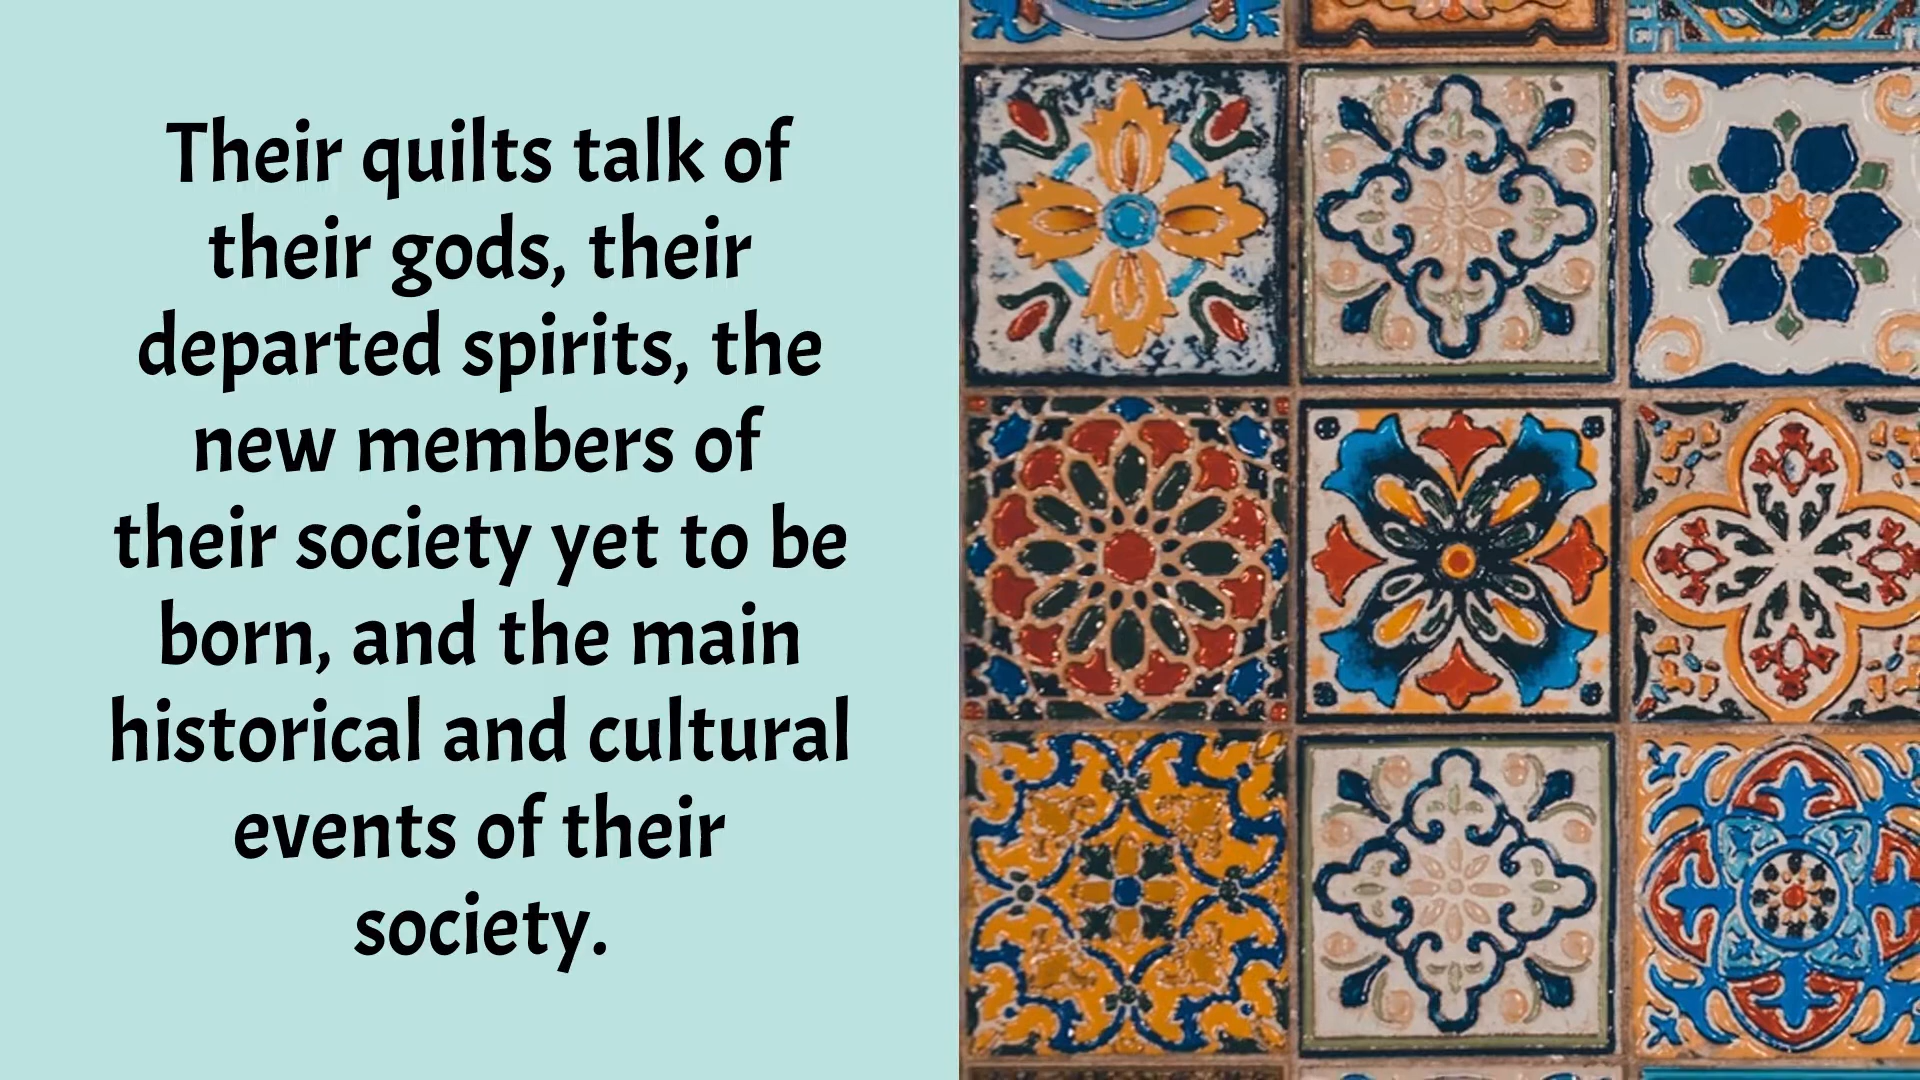 Their quilts talk of
their gods, their
departed spirits, the
new members of
their society yet to be
born, and the main
historical and cultural
events of their
society.